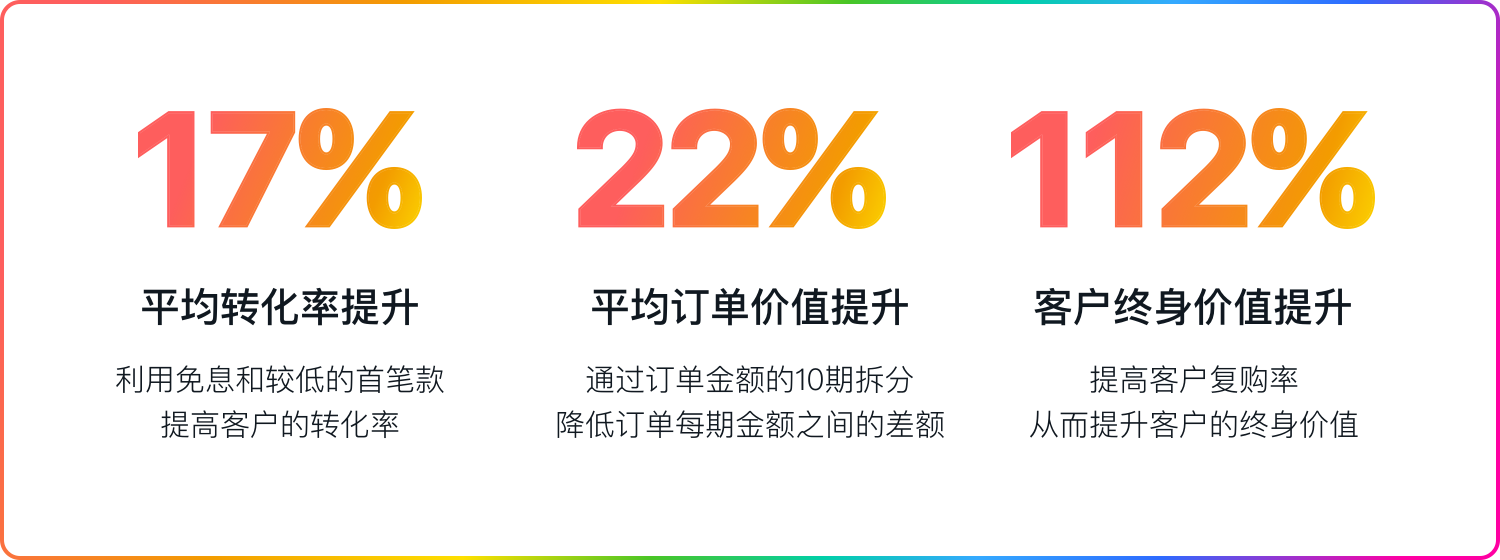 17%
平均转化率提升
利用免息和较低的首笔款
提高客户的转化率
22%
平均订单价值提升
通过订单金额的10期拆分
降低订单每期金额之间的差额
112%
客户终身价值提升
提高客户复购率
从而提升客户的终身价值